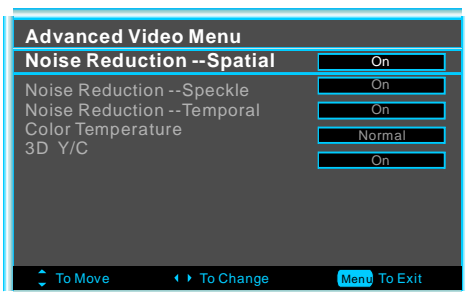 Advanced Video Menu
Noise Reduction --Spatial On
Noise Reduction --Speckle On
Noise Reduction --Temporal On
Color Temperature Normal
3D Y/C On
To Move To Change Menu To Exit